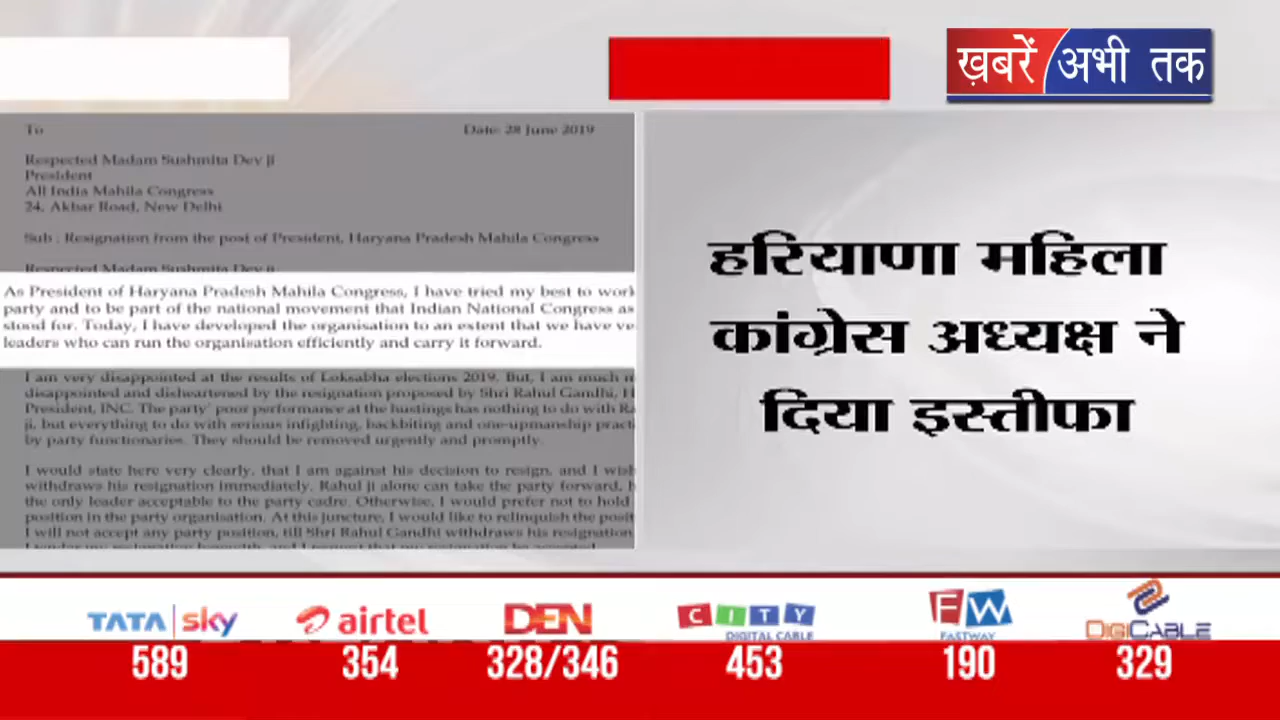 ख़बरें अभी तक
To Date: 28 June 2019
Respected Madam Sushmita Dev ji
President
All India Mahila Congress
24, Akbar Road, New Delhi
Sub : Resignation from the post of President, Haryana Pradesh Mahila Congress
Respected Madam Sushmita Dev ji
As President of Haryana Pradesh Mahila Congress, I have tried my best to work
party and to be part of the national movement that Indian National Congress as
stood for. Today, I have developed the organisation to an extent that we have ve
leaders who can run the organisation efficiently and carry it forward.
I am very disappointed at the results of Loksabha elections 2019. But, I am much
disappointed and disheartened by the resignation proposed by Shri Rahul Gandhi, H
President, INC. The party' poor performance at the hustings has nothing to do with Ra
ji, but everything to do with serious infighting, backbiting and one-upmanship pract
by party functionaries. They should be removed urgently and promptly.
I would state here very clearly, that I am against his decision to resign, and I wish
withdraws his resignation immediately. Rahul ji alone can take the party forward, h
the only leader acceptable to the party cadre. Otherwise, I would prefer not to hold
position in the party organisation. At this juncture, I would like to relinquish the posit
I will not accept any party position, till Shri Rahul Gandhi withdraws his resignation
हरियाणा महिला
कांग्रेस अध्यक्ष ने
दिया इस्तीफा
TATA sky airtel DEN CITY DIGITAL CABLE FW FASTWAY DIGICABLE
589 354 328/346 453 190 329